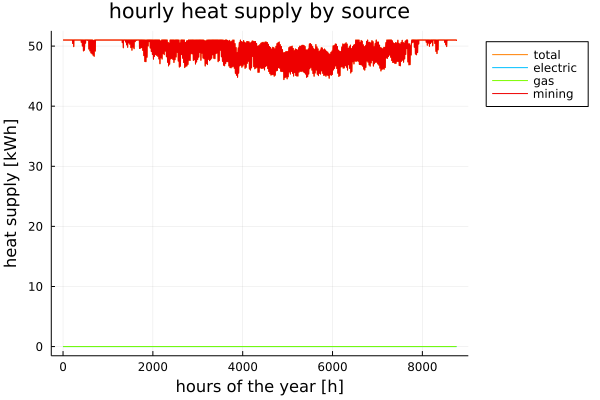 hourly heat supply by source
heat supply [kWh]
50
40
30
20
10
0
0 2000 4000 6000 8000
hours of the year [h]
total
electric
gas
mining